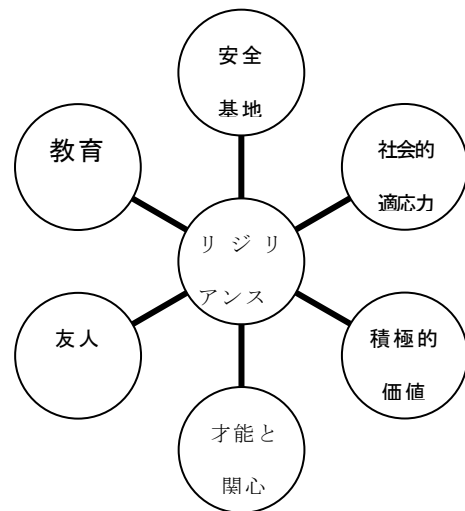 安全
基地
教育
社会的
適応力
リジリ
アンス
友人
積極的
価値
才能と
関心